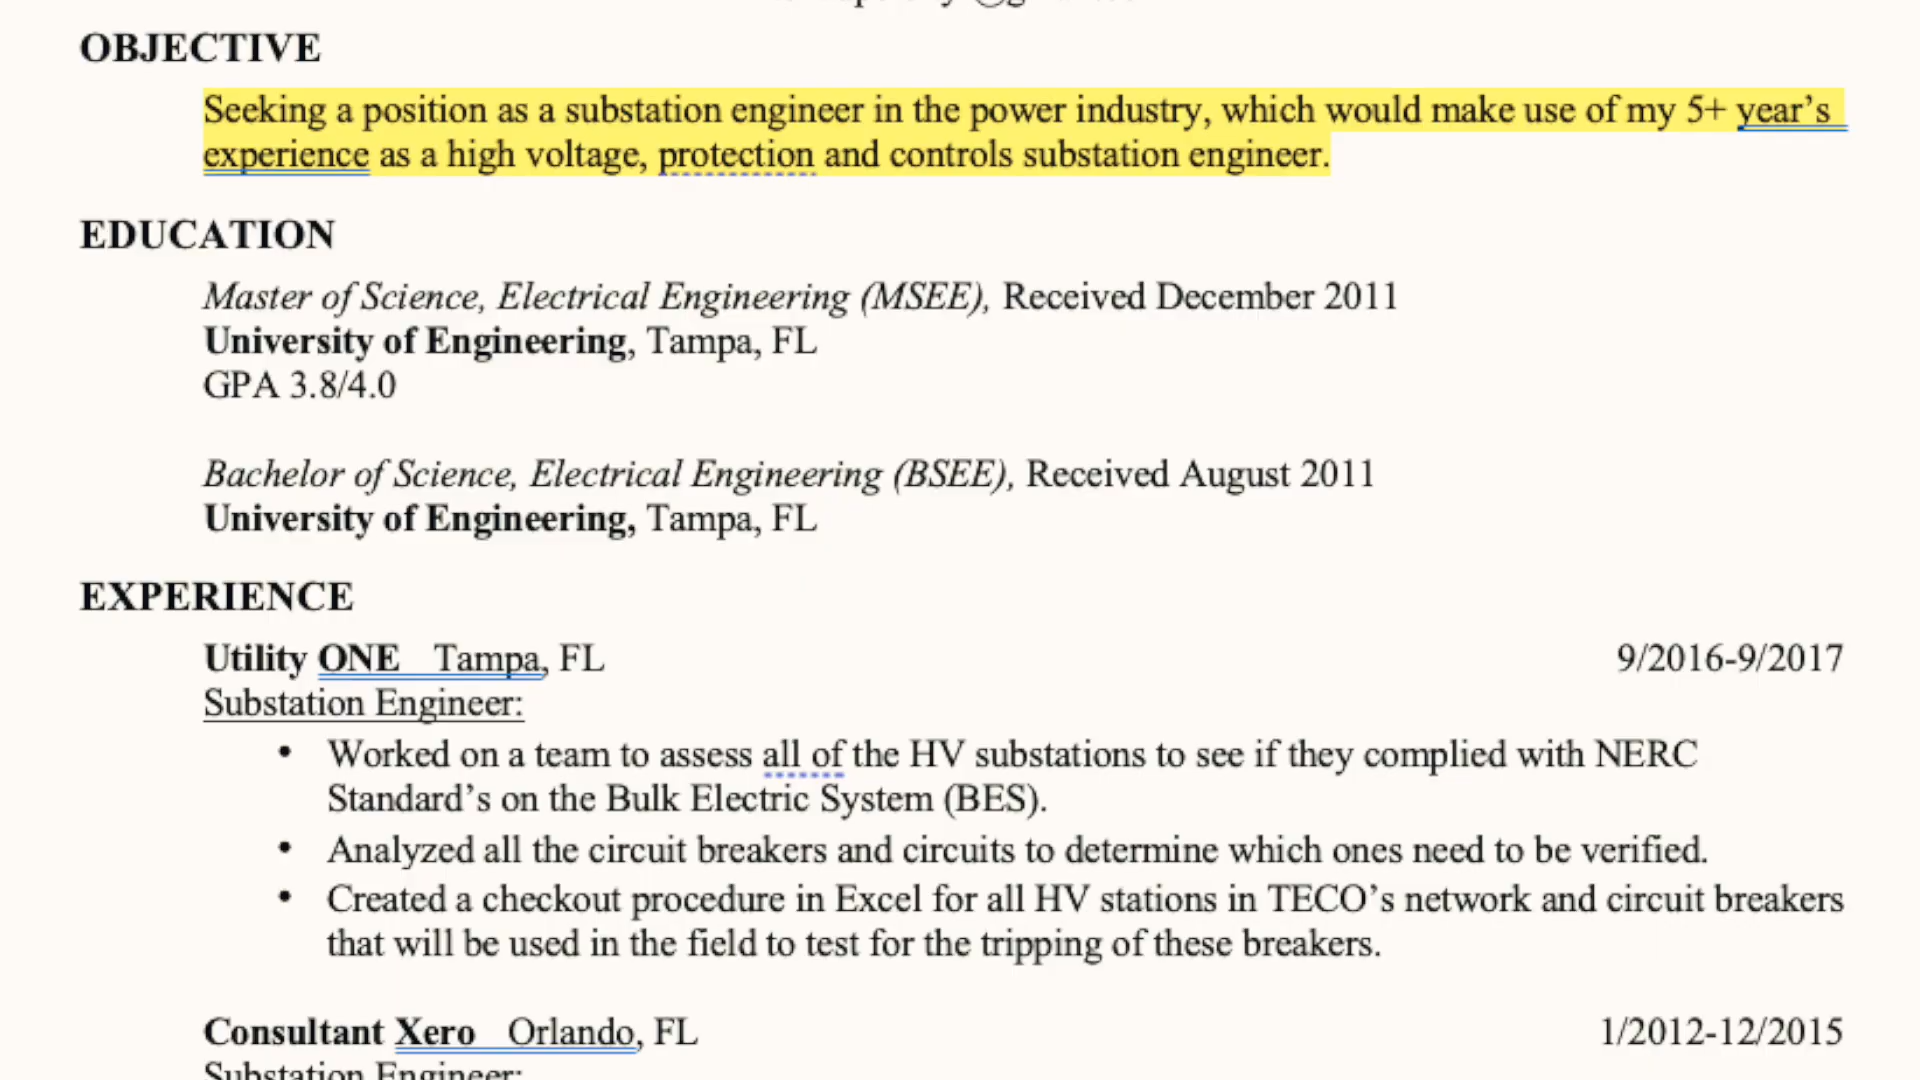 OBJECTIVE
Seeking a position as a substation engineer in the power industry, which would make use of my 5+ year’s
experience as a high voltage, protection and controls substation engineer.
EDUCATION
Master of Science, Electrical Engineering (MSEE), Received December 2011
University of Engineering, Tampa, FL
GPA 3.8/4.0
Bachelor of Science, Electrical Engineering (BSEE), Received August 2011
University of Engineering, Tampa, FL
EXPERIENCE
Utility ONE Tampa, FL 9/2016-9/2017
Substation Engineer:
• Worked on a team to assess all of the HV substations to see if they complied with NERC
Standard’s on the Bulk Electric System (BES).
• Analyzed all the circuit breakers and circuits to determine which ones need to be verified.
• Created a checkout procedure in Excel for all HV stations in TECO’s network and circuit breakers
that will be used in the field to test for the tripping of these breakers.
Consultant Xero Orlando, FL 1/2012-12/2015
Substation Engineer: